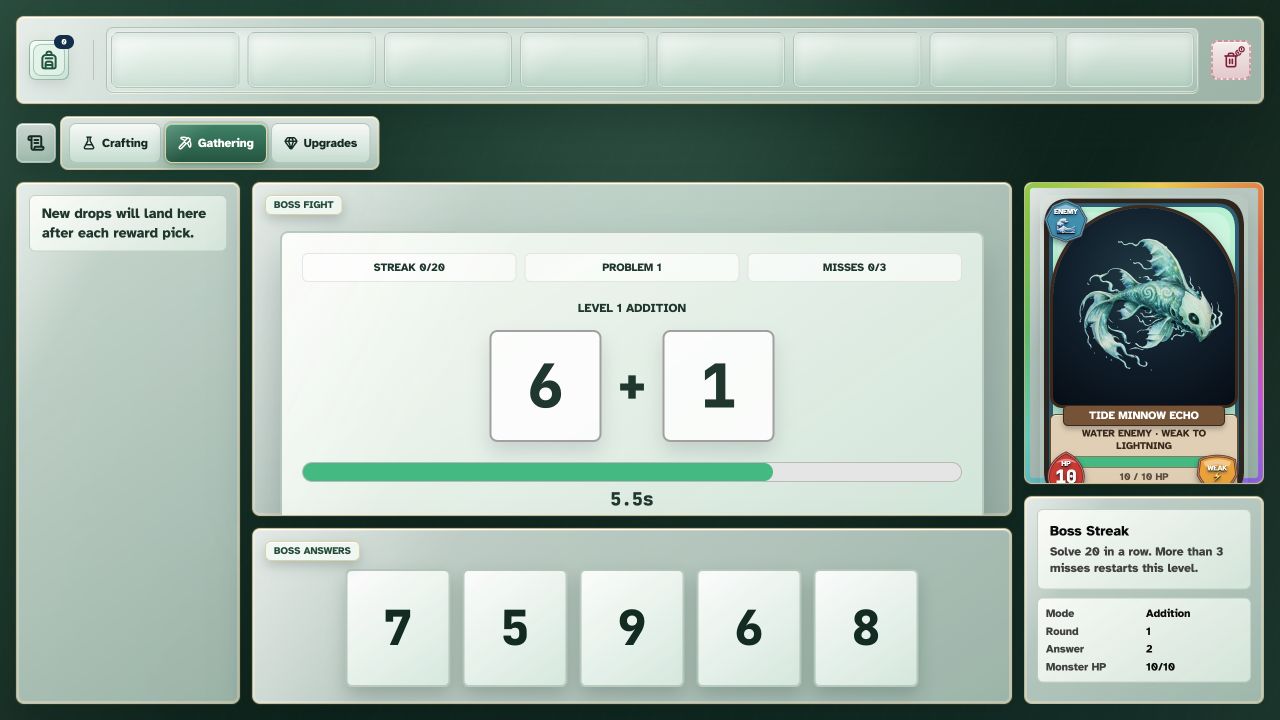 0
Crafting
Gathering
Upgrades
New drops will land here
after each reward pick.
BOSS FIGHT
STREAK 0/20
PROBLEM 1
MISSES 0/3
LEVEL 1 ADDITION
6 + 1
5.5s
BOSS ANSWERS
7 5 9 6 8
ENEMY
TIDE MINNOW ECHO
WATER ENEMY · WEAK TO
LIGHTNING
HP
10
10 / 10 HP
WEAK
Boss Streak
Solve 20 in a row. More than 3
misses restarts this level.
Mode Addition
Round 1
Answer 2
Monster HP 10/10